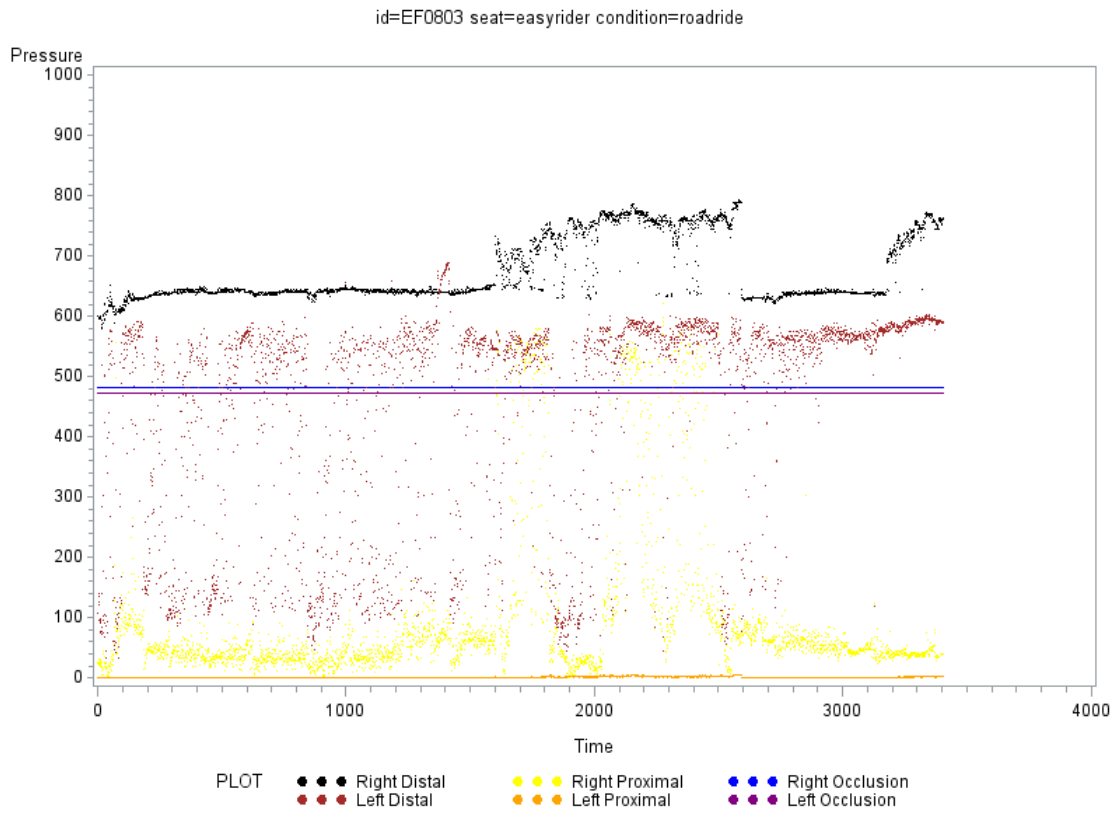 id=EF0803 seat=easyrider condition=roadride
Pressure
1000
900
800
700
600
500
400
300
200
100
0
0 1000 2000 3000 4000
Time
PLOT Right Distal Right Proximal Right Occlusion
Left Distal Left Proximal Left Occlusion